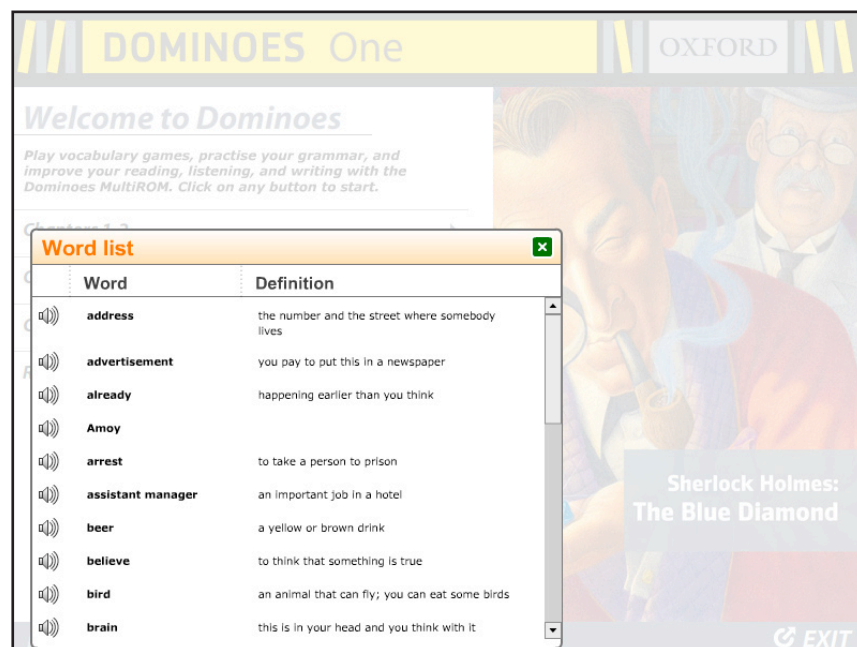 DOMINOES One
OXFORD
Welcome to Dominoes
Play vocabulary games, practise your grammar, and
improve your reading, listening, and writing with the
Dominoes MultiROM. Click on any button to start.
Word list
Word Definition
address the number and the street where somebody
lives
advertisement you pay to put this in a newspaper
already happening earlier than you think
Amoy
arrest to take a person to prison
assistant manager an important job in a hotel
beer a yellow or brown drink
believe to think that something is true
bird an animal that can fly; you can eat some birds
brain this is in your head and you think with it
Sherlock Holmes:
The Blue Diamond
EXIT